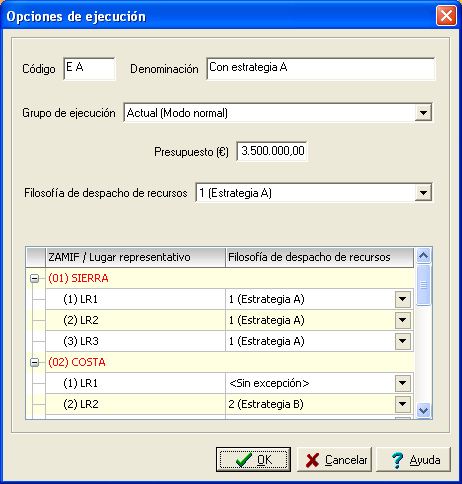 Opciones de ejecución
Código E A Denominación Con estrategia A
Grupo de ejecución Actual (Modo normal)
Presupuesto (€) 3.500.000,00
Filosofía de despacho de recursos 1 (Estrategia A)
ZAMIF / Lugar representativo Filosofía de despacho de recursos
(01) SIERRA
(1) LR1 1 (Estrategia A)
(2) LR2 1 (Estrategia A)
(3) LR3 1 (Estrategia A)
(02) COSTA
(1) LR1 <Sin excepción>
(2) LR2 2 (Estrategia B)
OK Cancelar Ayuda